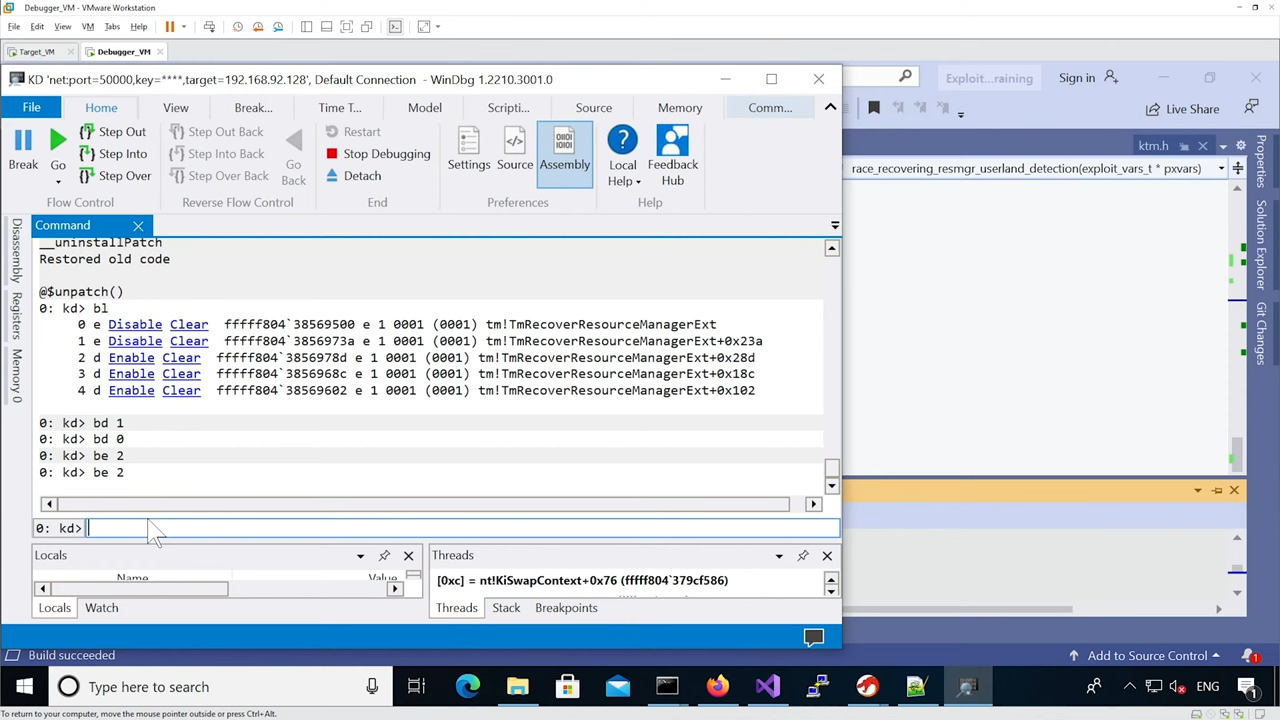 Debugger_VM - VMware Workstation
File Edit View VM Tabs Help
Target_VM Debugger_VM
KD 'net:port=50000,key=****,target=192.168.92.128', Default Connection - WinDbg 1.2210.3001.0
Exploit...raining Sign in
File Home View Break... Time T... Model Scripti... Source Memory Comm...
Live Share
Break Go Step Out Step Into Step Over
Flow Control
Step Out Back Step Into Back Step Over Back Go Back
Reverse Flow Control
Restart Stop Debugging Detach
End
Settings Source Assembly
Preferences
Local Help Feedback Hub
Help
ktm.h
race_recovering_resmgr_userland_detection(exploit_vars_t * pxvars)
Command
Disassembly Registers Memory 0
Properties Solution Explorer Git Changes
__uninstallPatch
Restored old code
@$unpatch()
0: kd> bl
0 e Disable Clear fffff804`38569500 e 1 0001 (0001) tm!TmRecoverResourceManagerExt
1 e Disable Clear fffff804`3856973a e 1 0001 (0001) tm!TmRecoverResourceManagerExt+0x23a
2 d Enable Clear fffff804`3856978d e 1 0001 (0001) tm!TmRecoverResourceManagerExt+0x28d
3 d Enable Clear fffff804`3856968c e 1 0001 (0001) tm!TmRecoverResourceManagerExt+0x18c
4 d Enable Clear fffff804`38569602 e 1 0001 (0001) tm!TmRecoverResourceManagerExt+0x102
0: kd> bd 1
0: kd> bd 0
0: kd> be 2
0: kd> be 2
0: kd>
Locals
Name Value
Locals Watch
Threads
[0xc] = nt!KiSwapContext+0x76 (fffff804`379cf586)
Threads Stack Breakpoints
Build succeeded
Add to Source Control
1
Type here to search
ENG
1
To return to your computer, move the mouse pointer outside or press Ctrl+Alt.